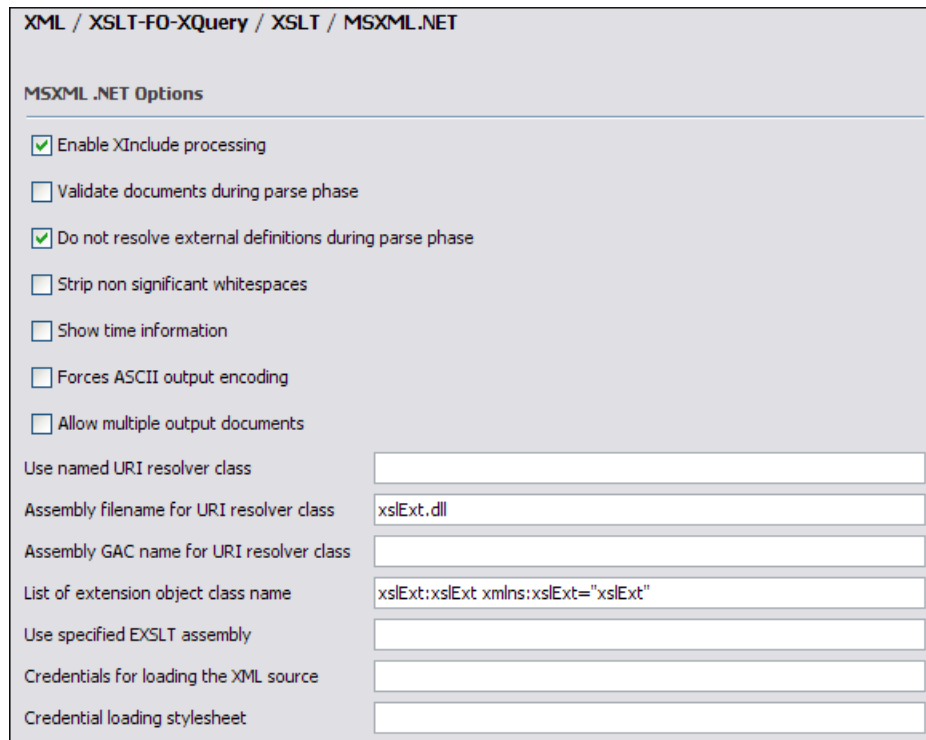 XML / XSLT-FO-XQuery / XSLT / MSXML.NET
MSXML .NET Options
Enable XInclude processing
Validate documents during parse phase
Do not resolve external definitions during parse phase
Strip non significant whitespaces
Show time information
Forces ASCII output encoding
Allow multiple output documents
Use named URI resolver class
Assembly filename for URI resolver class xslExt.dll
Assembly GAC name for URI resolver class
List of extension object class name xslExt:xslExt xmlns:xslExt="xslExt"
Use specified EXSLT assembly
Credentials for loading the XML source
Credential loading stylesheet